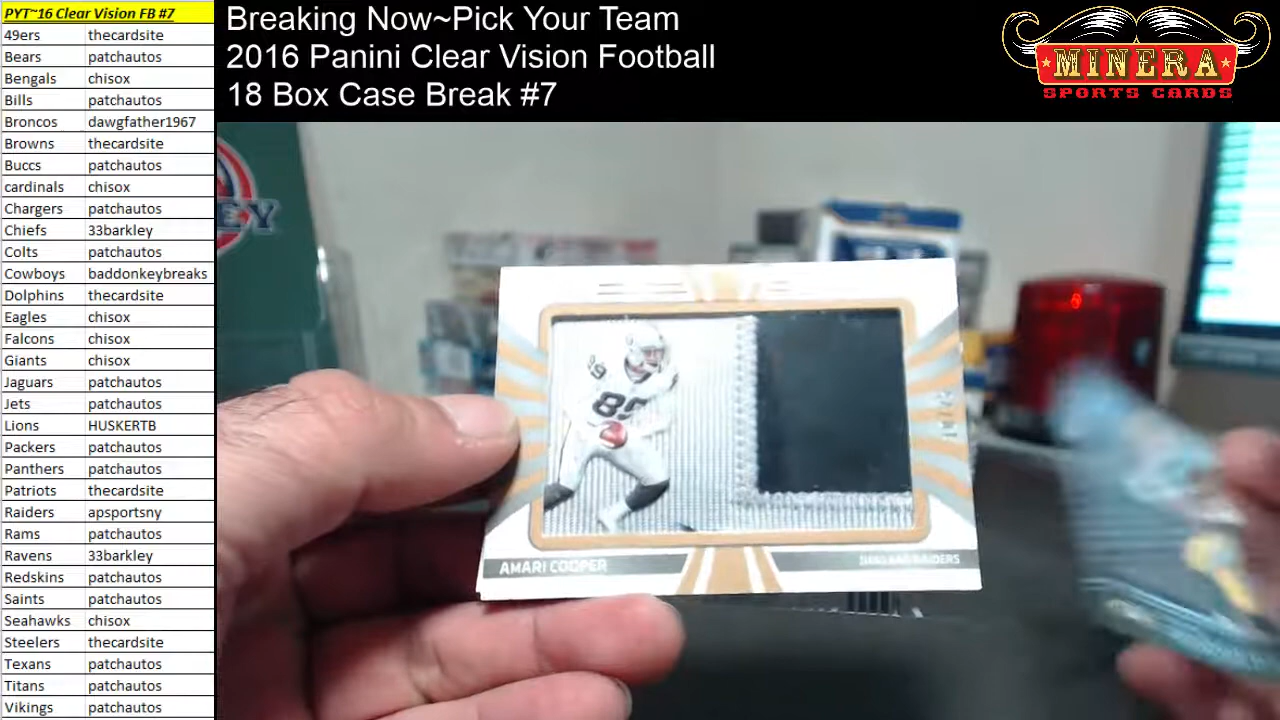 PYT~16 Clear Vision FB #7
49ers thecardsite
Bears patchautos
Bengals chisox
Bills patchautos
Broncos dawgfather1967
Browns thecardsite
Buccs patchautos
cardinals chisox
Chargers patchautos
Chiefs 33barkley
Colts patchautos
Cowboys baddonkeybreaks
Dolphins thecardsite
Eagles chisox
Falcons chisox
Giants chisox
Jaguars patchautos
Jets patchautos
Lions HUSKERTB
Packers patchautos
Panthers patchautos
Patriots thecardsite
Raiders apsportsny
Rams patchautos
Ravens 33barkley
Redskins patchautos
Saints patchautos
Seahawks chisox
Steelers thecardsite
Texans patchautos
Titans patchautos
Vikings patchautos
Breaking Now~Pick Your Team
2016 Panini Clear Vision Football
18 Box Case Break #7
MINERA
SPORTS CARDS
89
89
AMARI COOPER
OAKLAND RAIDERS